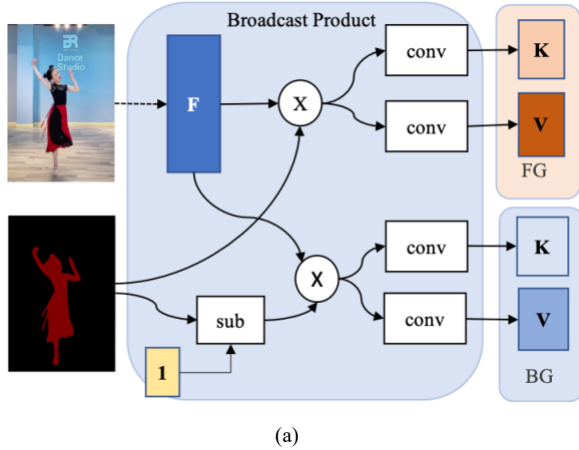 Broadcast Product
Dance
Studio
F
X
conv
K
conv
V
FG
X
conv
K
sub
conv
V
1
BG
(a)